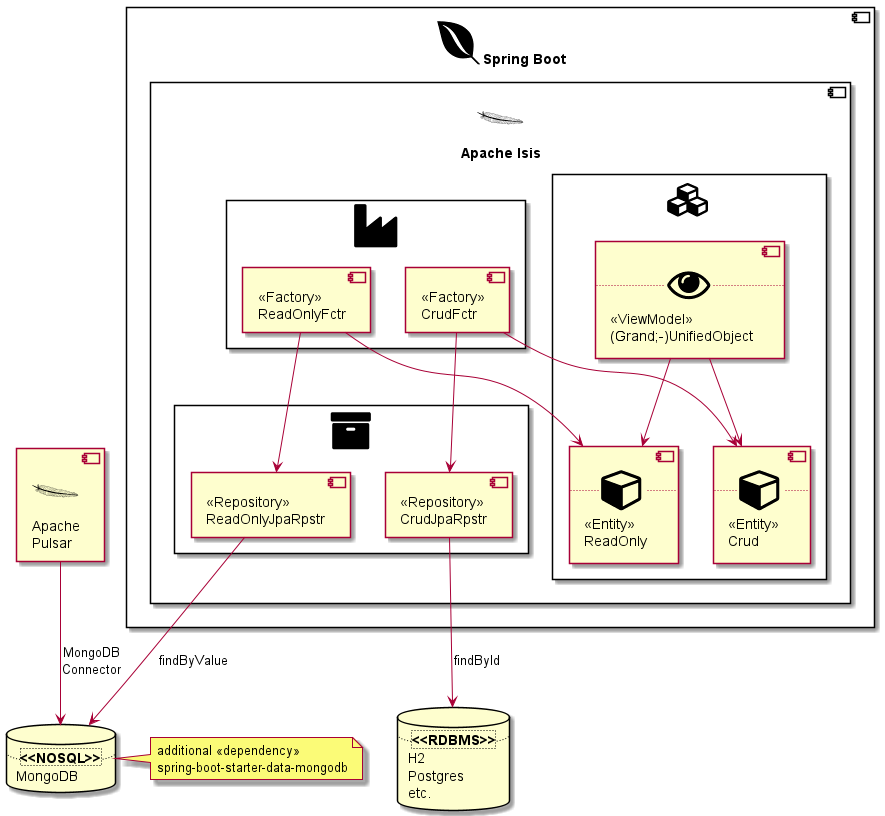 Spring Boot
Apache Isis
«Factory»
ReadOnlyFctr
«Factory»
CrudFctr
«ViewModel»
(Grand;-)UnifiedObject
«Repository»
ReadOnlyJpaRpstr
«Repository»
CrudJpaRpstr
«Entity»
ReadOnly
«Entity»
Crud
Apache
Pulsar
MongoDB
Connector
findByValue
findById
<<NOSQL>>
MongoDB
additional «dependency»
spring-boot-starter-data-mongodb
<<RDBMS>>
H2
Postgres
etc.